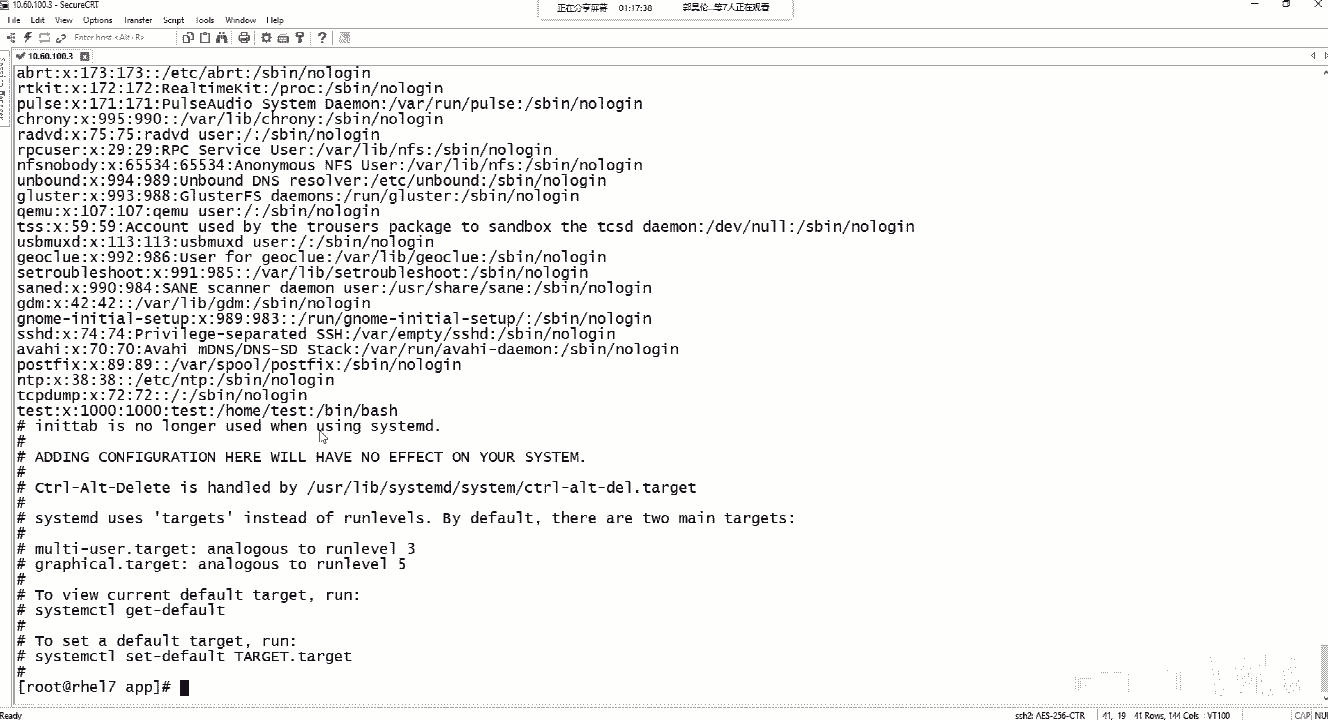 10.60.100.3 - SecureCRT
正在分享屏幕 01:17:38
等7人正在观看
File Edit View Options Transfer Script Tools Window Help
Enter host <Alt+R>
10.60.100.3
abrt:x:173:173::/etc/abrt:/sbin/nologin
rtkit:x:172:172:RealtimeKit:/proc:/sbin/nologin
pulse:x:171:171:PulseAudio System Daemon:/var/run/pulse:/sbin/nologin
chrony:x:995:990::/var/lib/chrony:/sbin/nologin
radvd:x:75:75:radvd user:/:/sbin/nologin
rpcuser:x:29:29:RPC Service User:/var/lib/nfs:/sbin/nologin
nfsnobody:x:65534:65534:Anonymous NFS User:/var/lib/nfs:/sbin/nologin
unbound:x:994:989:Unbound DNS resolver:/etc/unbound:/sbin/nologin
gluster:x:993:988:GlusterFS daemons:/run/gluster:/sbin/nologin
qemu:x:107:107:qemu user:/:/sbin/nologin
tss:x:59:59:Account used by the trousers package to sandbox the tcsd daemon:/dev/null:/sbin/nologin
usbmuxd:x:113:113:usbmuxd user:/:/sbin/nologin
geoclue:x:992:986:User for geoclue:/var/lib/geoclue:/sbin/nologin
setroubleshoot:x:991:985::/var/lib/setroubleshoot:/sbin/nologin
saned:x:990:984:SANE scanner daemon user:/usr/share/sane:/sbin/nologin
gdm:x:42:42::/var/lib/gdm:/sbin/nologin
gnome-initial-setup:x:989:983::/run/gnome-initial-setup/:/sbin/nologin
sshd:x:74:74:Privilege-separated SSH:/var/empty/sshd:/sbin/nologin
avahi:x:70:70:Avahi mDNS/DNS-SD Stack:/var/run/avahi-daemon:/sbin/nologin
postfix:x:89:89::/var/spool/postfix:/sbin/nologin
ntp:x:38:38::/etc/ntp:/sbin/nologin
tcpdump:x:72:72::/:/sbin/nologin
test:x:1000:1000:test:/home/test:/bin/bash
# inittab is no longer used when using systemd.
#
# ADDING CONFIGURATION HERE WILL HAVE NO EFFECT ON YOUR SYSTEM.
#
# Ctrl-Alt-Delete is handled by /usr/lib/systemd/system/ctrl-alt-del.target
#
# systemd uses 'targets' instead of runlevels. By default, there are two main targets:
#
# multi-user.target: analogous to runlevel 3
# graphical.target: analogous to runlevel 5
#
# To view current default target, run:
# systemctl get-default
#
# To set a default target, run:
# systemctl set-default TARGET.target
#
[root@rhel7 app]#
Ready
ssh2: AES-256-CTR 41, 19 41 Rows, 144 Cols VT100 CAP NUM